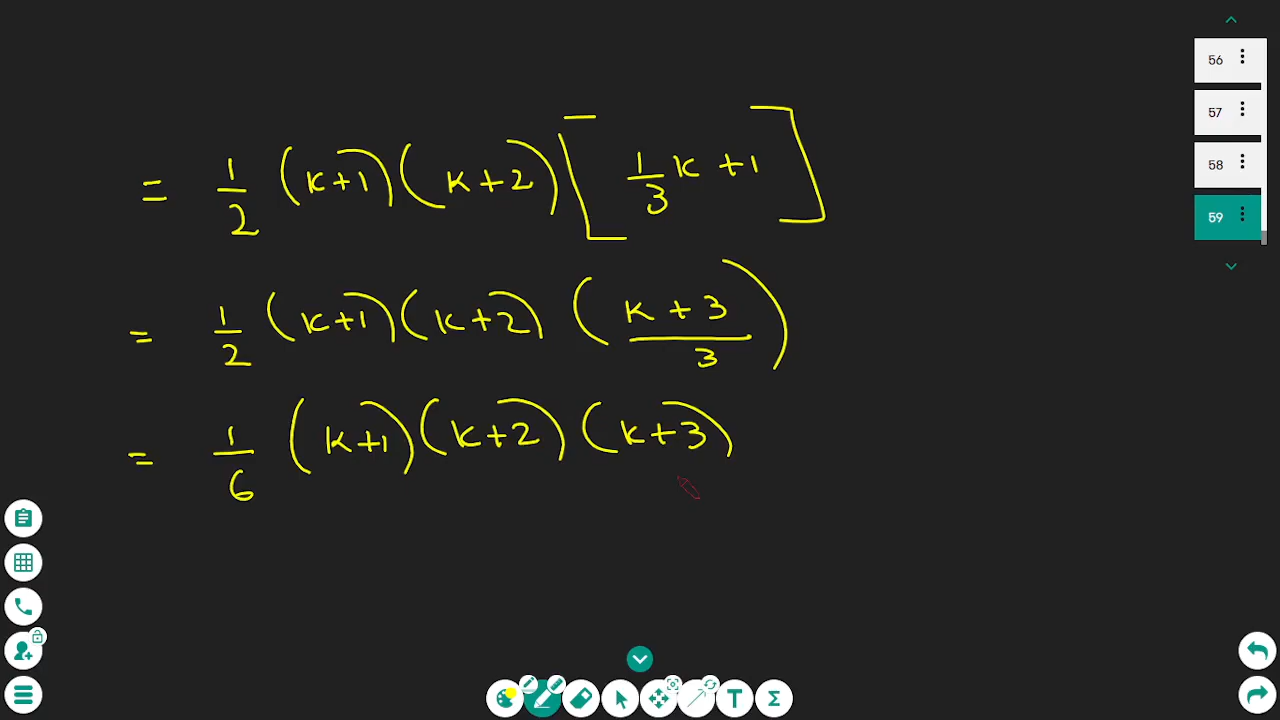 56
57
58
59
= 1/2 (k+1)(k+2)[1/3 k+1]
= 1/2 (k+1)(k+2)(k+3/3)
= 1/6 (k+1)(k+2)(k+3)
T Σ